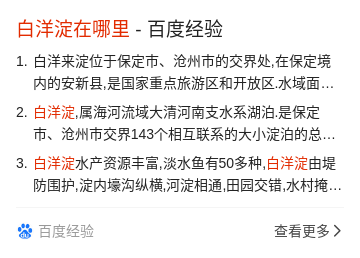 白洋淀在哪里 - 百度经验
1. 白洋来淀位于保定市、沧州市的交界处,在保定境
内的安新县,是国家重点旅游区和开放区.水域面…
2. 白洋淀,属海河流域大清河南支水系湖泊.是保定
市、沧州市交界143个相互联系的大小淀泊的总…
3. 白洋淀水产资源丰富,淡水鱼有50多种,白洋淀由堤
防围护,淀内壕沟纵横,河淀相通,田园交错,水村掩…
百度经验 查看更多